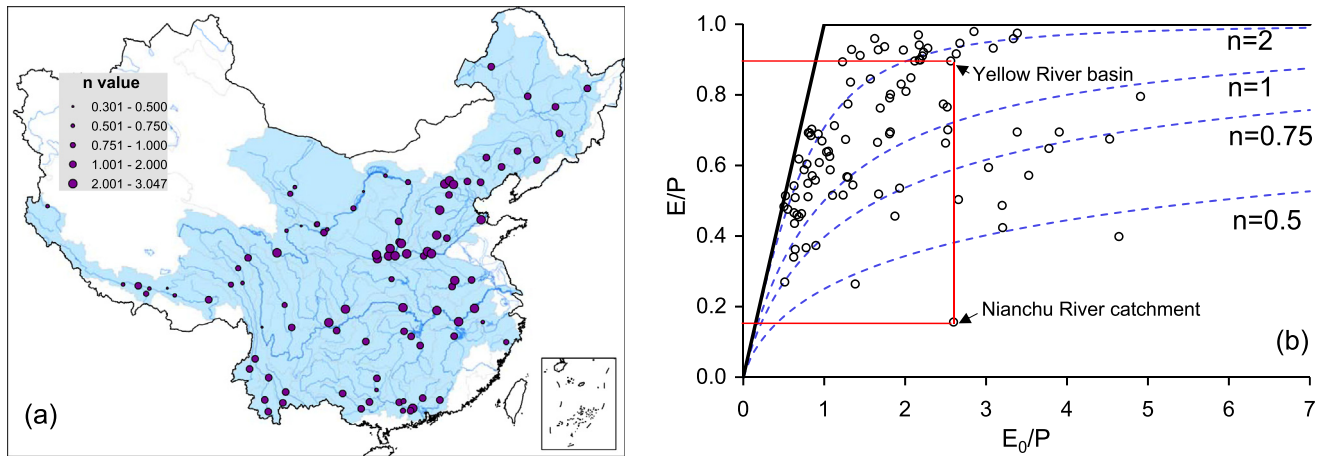 n value
0.301 - 0.500
0.501 - 0.750
0.751 - 1.000
1.001 - 2.000
2.001 - 3.047
(a)
1.0
0.8
0.6
0.4
0.2
0.0
E/P
n=2
Yellow River basin
n=1
n=0.75
n=0.5
Nianchu River catchment
(b)
0 1 2 3 4 5 6 7
E₀/P